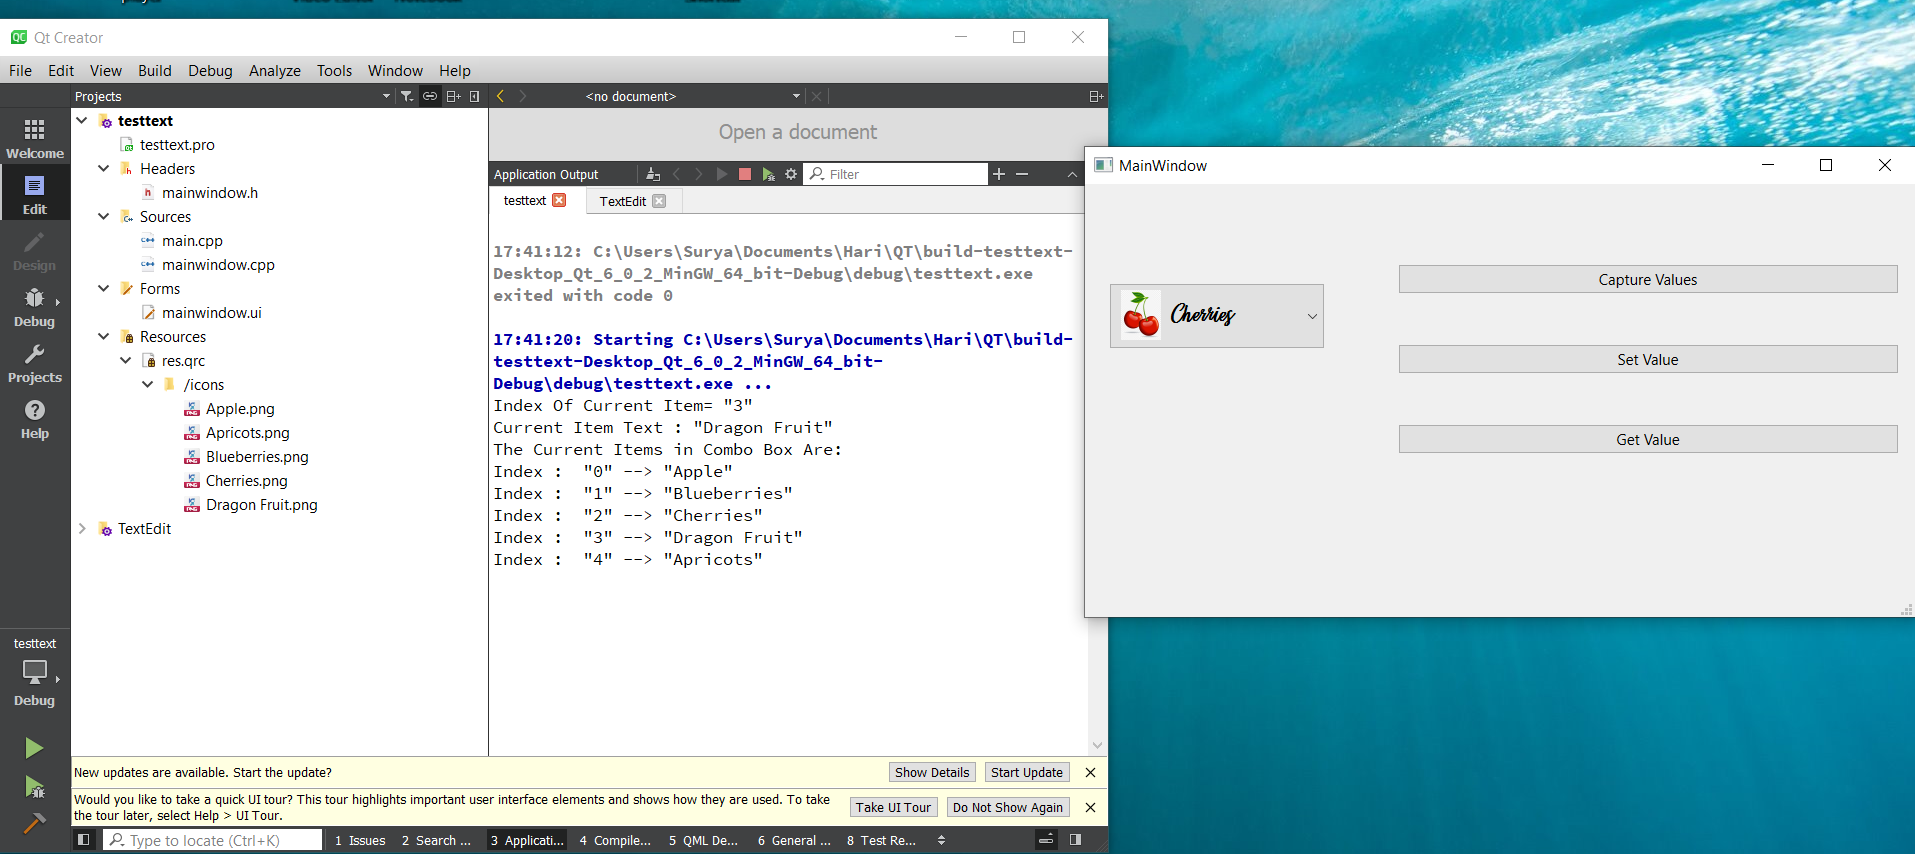 Qt Creator
File Edit View Build Debug Analyze Tools Window Help
Projects
<no document>
Welcome
Edit
Design
Debug
Projects
Help
testtext
Debug
testtext
testtext.pro
Headers
mainwindow.h
Sources
main.cpp
mainwindow.cpp
Forms
mainwindow.ui
Resources
res.qrc
/icons
Apple.png
Apricots.png
Blueberries.png
Cherries.png
Dragon Fruit.png
TextEdit
Open a document
Application Output
Filter
testtext TextEdit
17:41:12: C:\Users\Surya\Documents\Hari\QT\build-testtext-
Desktop_Qt_6_0_2_MinGW_64_bit-Debug\debug\testtext.exe
exited with code 0
17:41:20: Starting C:\Users\Surya\Documents\Hari\QT\build-
testtext-Desktop_Qt_6_0_2_MinGW_64_bit-
Debug\debug\testtext.exe ...
Index Of Current Item= "3"
Current Item Text : "Dragon Fruit"
The Current Items in Combo Box Are:
Index :  "0" --> "Apple"
Index :  "1" --> "Blueberries"
Index :  "2" --> "Cherries"
Index :  "3" --> "Dragon Fruit"
Index :  "4" --> "Apricots"
New updates are available. Start the update?
Show Details Start Update
Would you like to take a quick UI tour? This tour highlights important user interface elements and shows how they are used. To take
the tour later, select Help > UI Tour.
Take UI Tour Do Not Show Again
Type to locate (Ctrl+K)
1 Issues 2 Search ... 3 Applicati... 4 Compile... 5 QML De... 6 General ... 8 Test Re...
MainWindow
Cherries
Capture Values
Set Value
Get Value